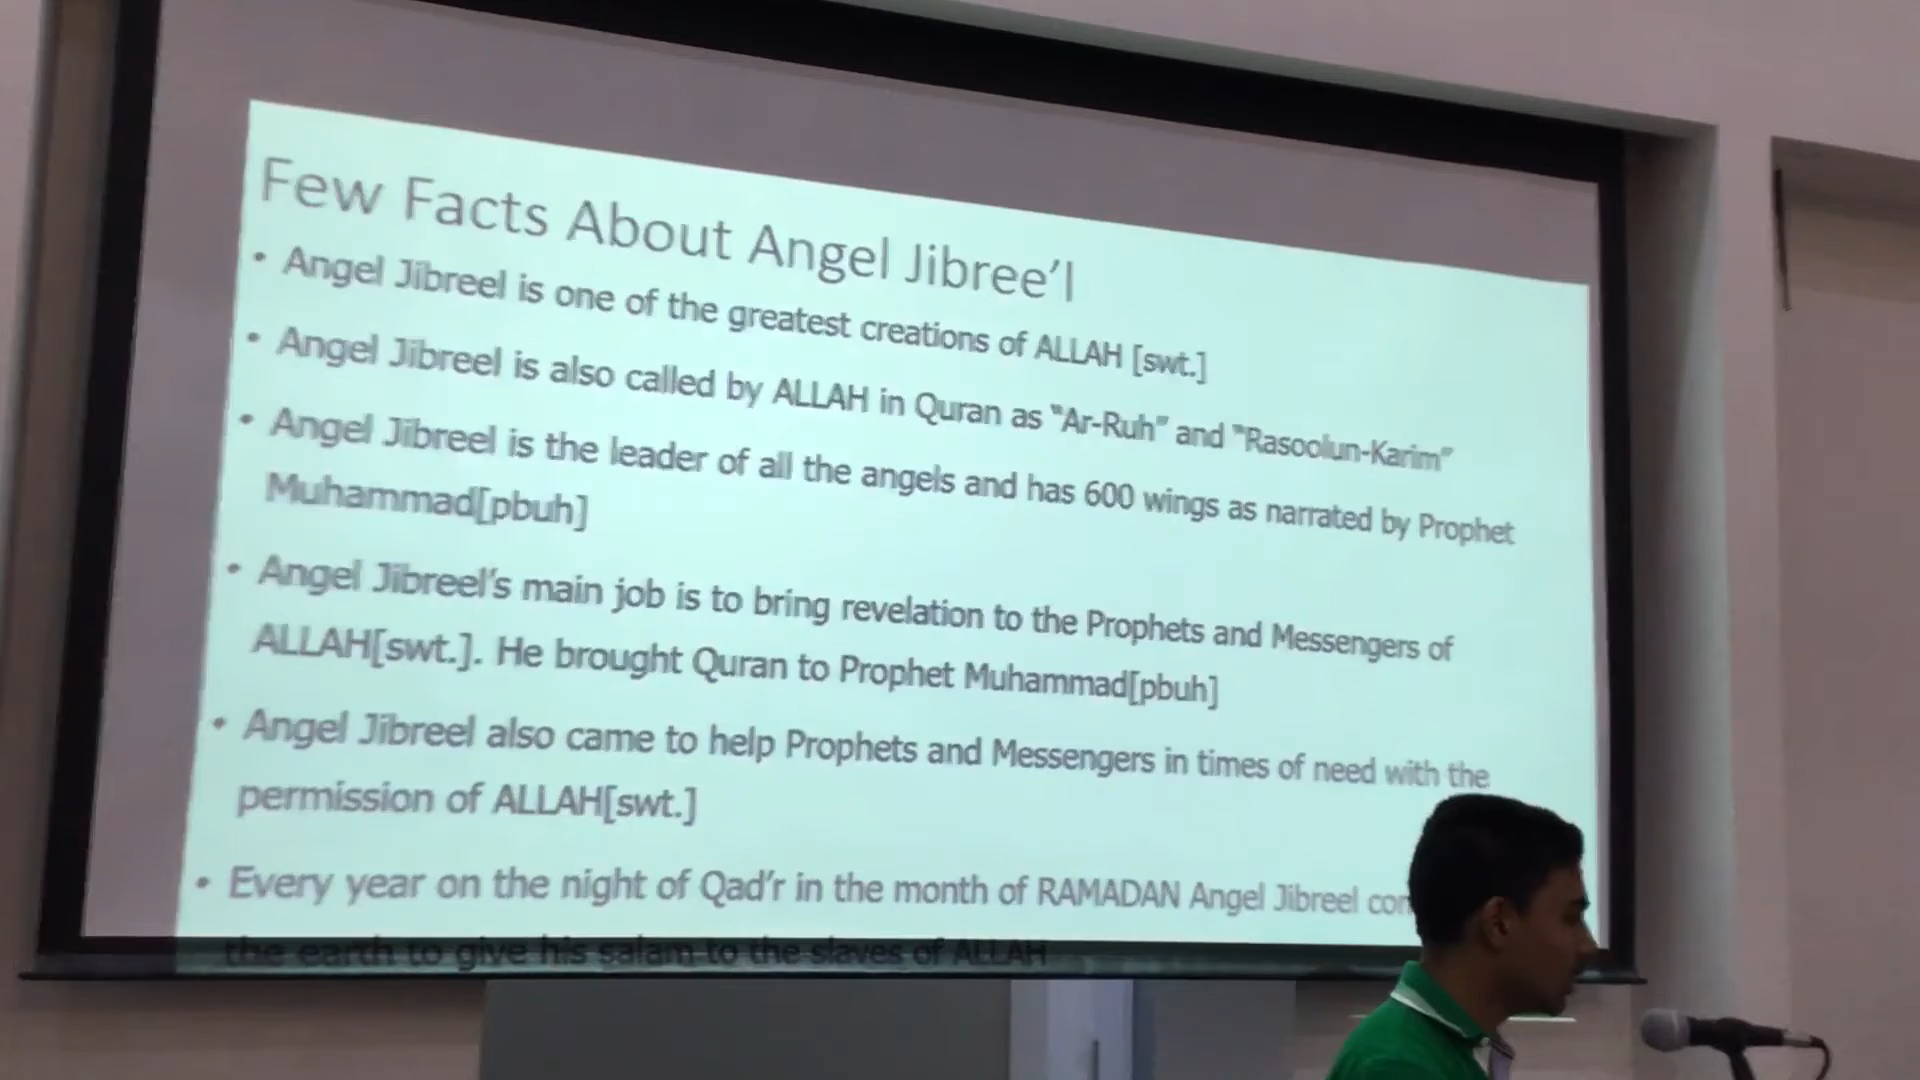 Few Facts About Angel Jibree'l
• Angel Jibreel is one of the greatest creations of ALLAH [swt.]
• Angel Jibreel is also called by ALLAH in Quran as "Ar-Ruh" and "Rasoolun-Karim"
• Angel Jibreel is the leader of all the angels and has 600 wings as narrated by Prophet
Muhammad[pbuh]
• Angel Jibreel's main job is to bring revelation to the Prophets and Messengers of
ALLAH[swt.]. He brought Quran to Prophet Muhammad[pbuh]
• Angel Jibreel also came to help Prophets and Messengers in times of need with the
permission of ALLAH[swt.]
• Every year on the night of Qad'r in the month of RAMADAN Angel Jibreel
the earth to give his salam to the slaves of ALLAH